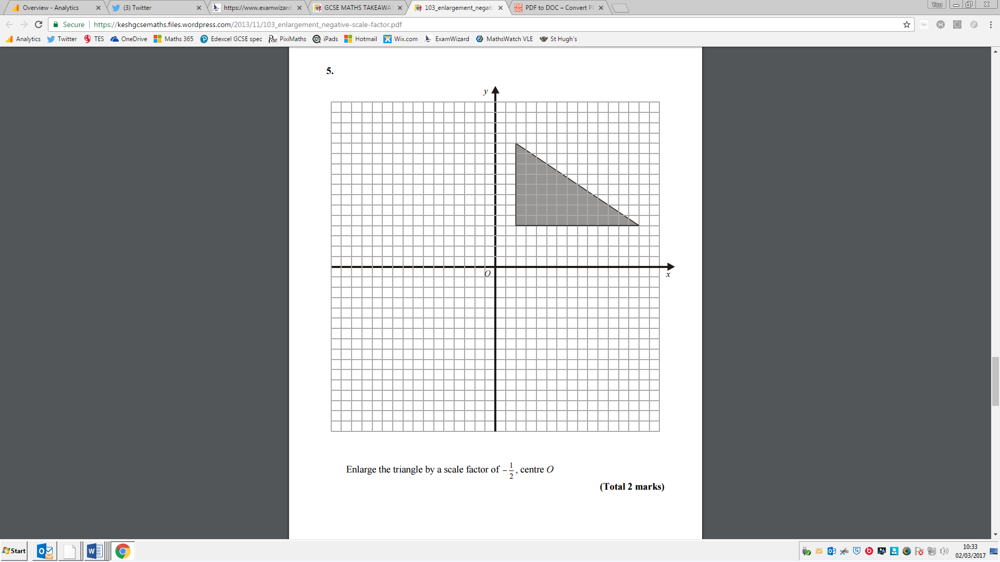 Overview - Analytics
(3) Twitter
https://www.examwizard
GCSE MATHS TAKEAWA
103_enlargement_negati
PDF to DOC – Convert P
You
Secure
https://keshgcsemaths.files.wordpress.com/2013/11/103_enlargement_negative-scale-factor.pdf
Analytics
Twitter
TES
OneDrive
Maths 365
Edexcel GCSE spec
PixiMaths
iPads
Hotmail
Wix.com
ExamWizard
MathsWatch VLE
St Hugh's
5.
y
O
x
Enlarge the triangle by a scale factor of −1/2, centre O
(Total 2 marks)
Start
10:33
02/03/2017